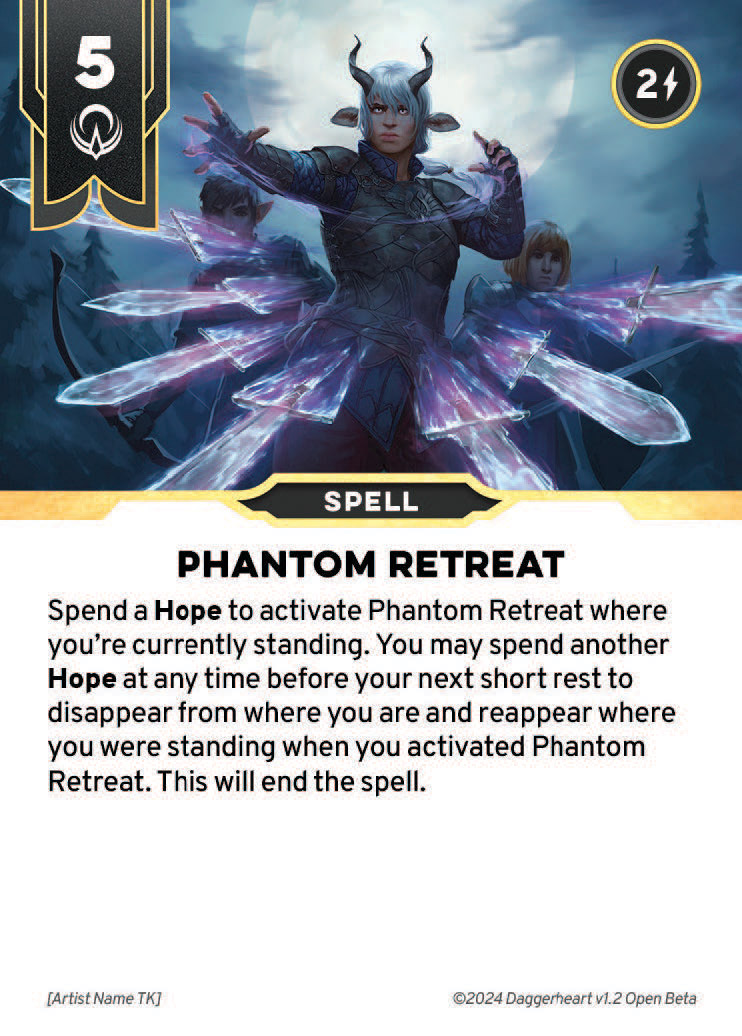 5
2
SPELL
PHANTOM RETREAT
Spend a Hope to activate Phantom Retreat where
you're currently standing. You may spend another
Hope at any time before your next short rest to
disappear from where you are and reappear where
you were standing when you activated Phantom
Retreat. This will end the spell.
[Artist Name TK]
©2024 Daggerheart v1.2 Open Beta